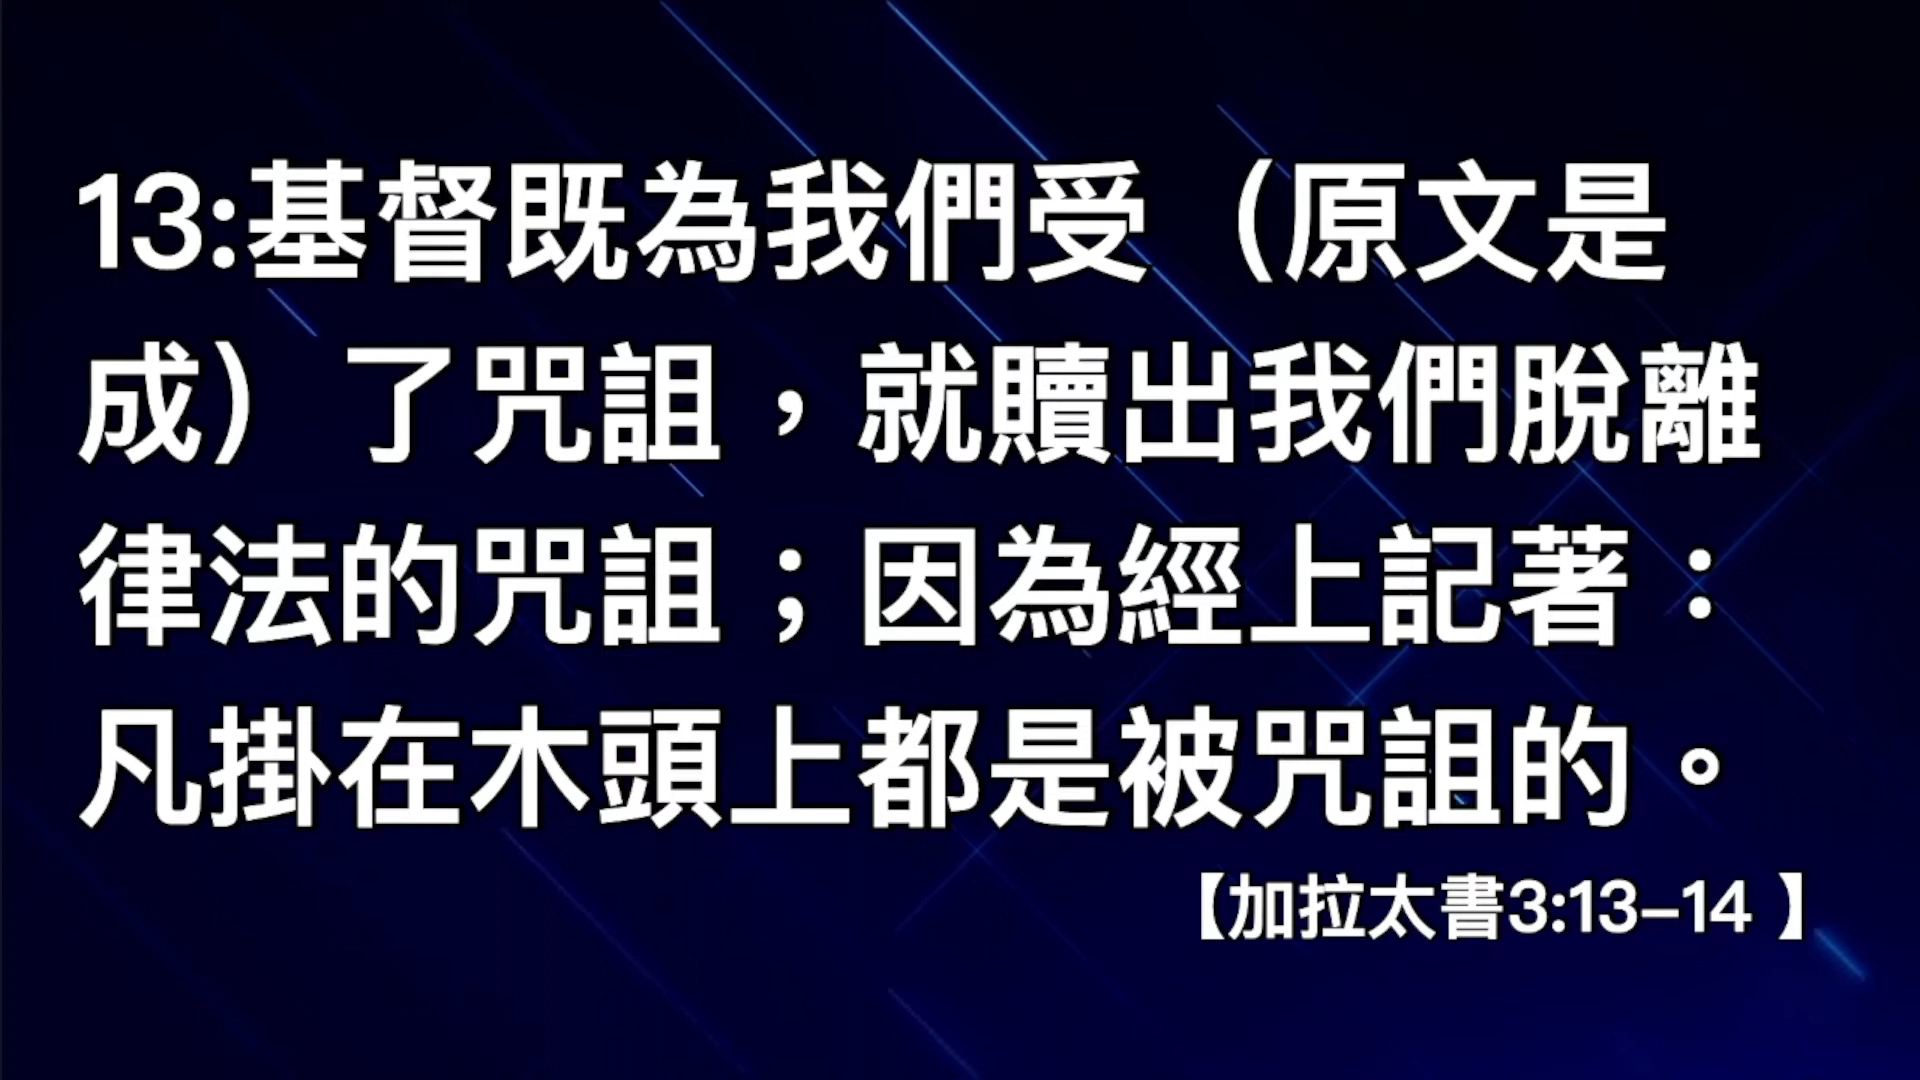 13:基督既為我們受（原文是
成）了咒詛，就贖出我們脫離
律法的咒詛；因為經上記著：
凡掛在木頭上都是被咒詛的。
【加拉太書3:13–14 】